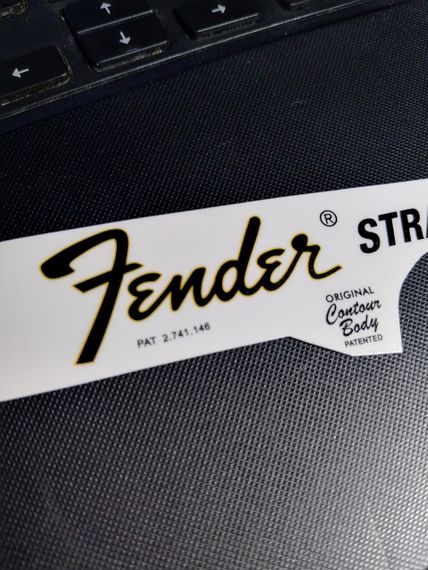 Fender® STRA
PAT 2.741.146
ORIGINAL
Contour
Body
PATENTED